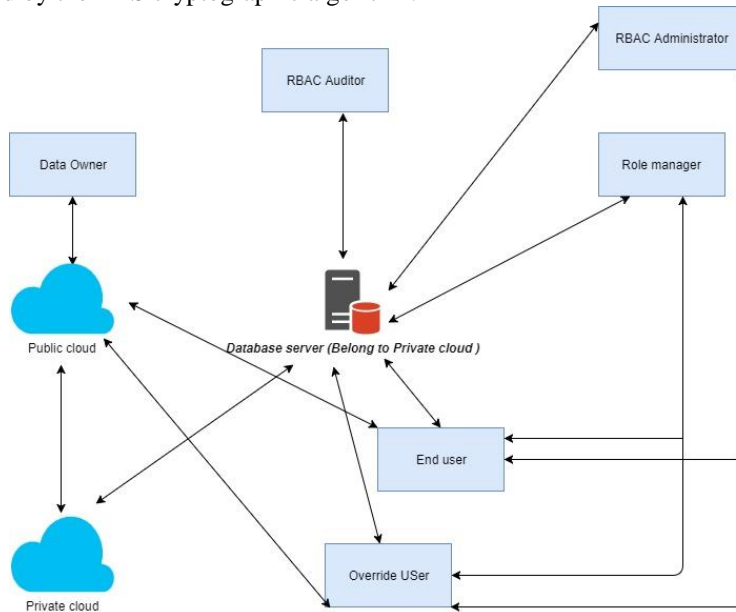 RBAC Administrator
RBAC Auditor
Data Owner
Role manager
Public cloud
Database server (Belong to Private cloud )
End user
Override USer
Private cloud